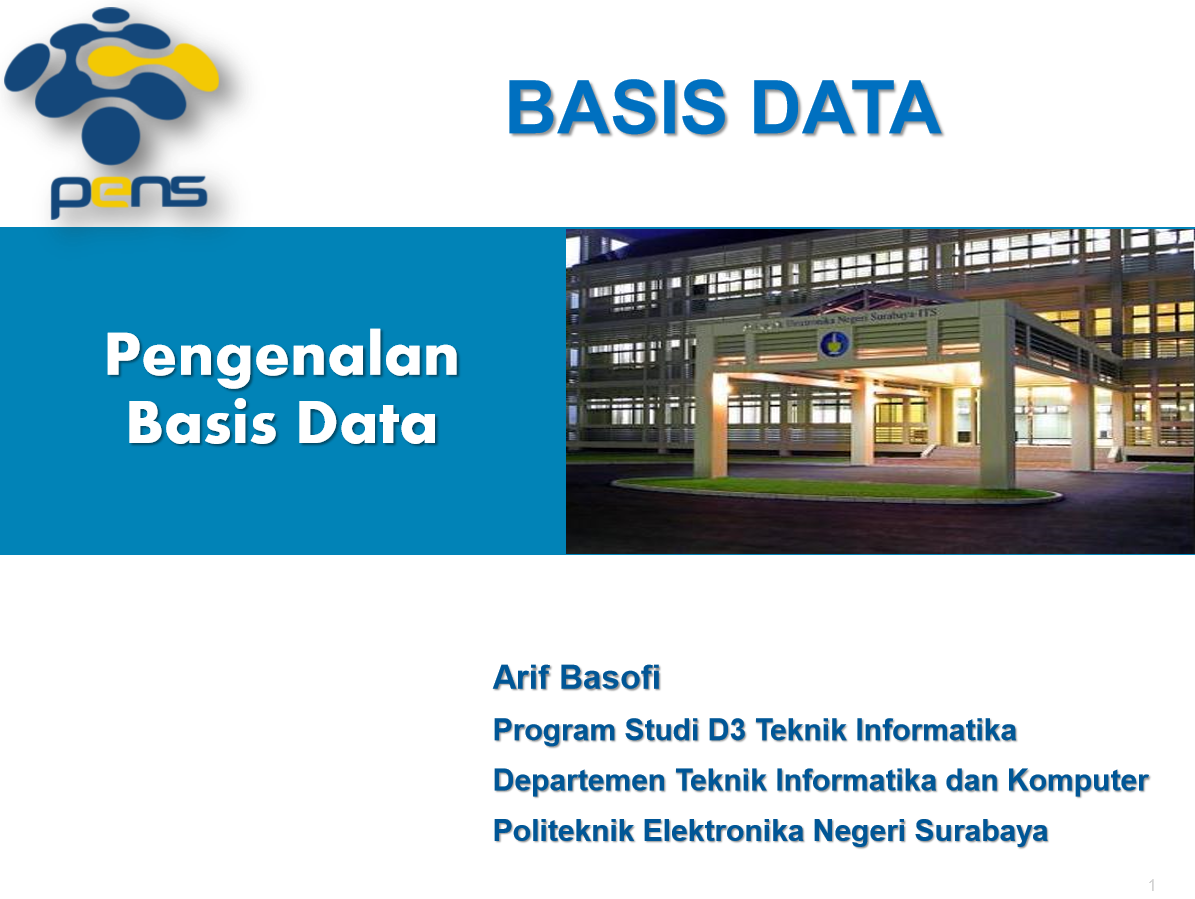 pens
BASIS DATA
Pengenalan
Basis Data
Elektronika Negeri Surabaya-ITS
Arif Basofi
Program Studi D3 Teknik Informatika
Departemen Teknik Informatika dan Komputer
Politeknik Elektronika Negeri Surabaya
1